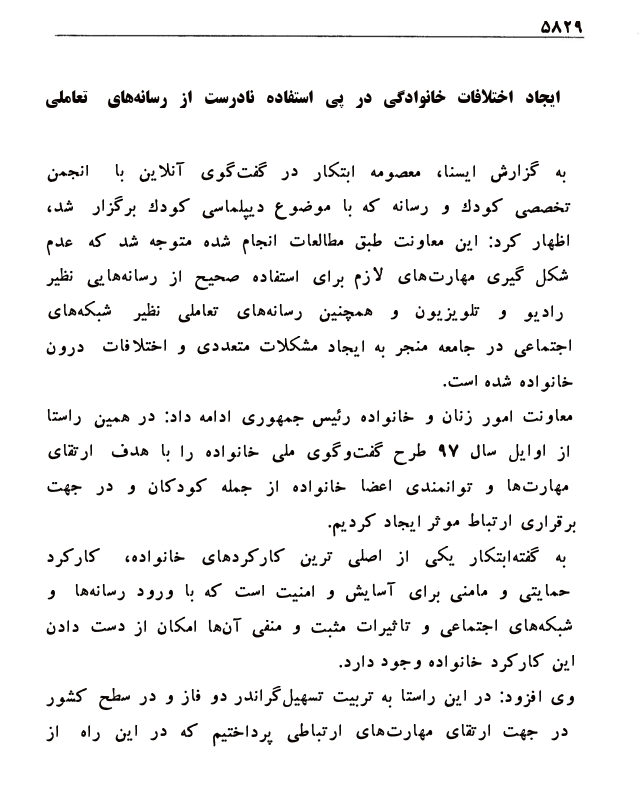 ۵۸۲۹
ایجاد اختلافات خانوادگی در پی استفاده نادرست از رسانه‌های تعاملی
به گزارش ایسنا، معصومه ابتکار در گفت‌گوی آنلاین با انجمن
تخصصی كودك و رسانه که با موضوع دیپلماسی كودك برگزار شد،
اظهار کرد: این معاونت طبق مطالعات انجام شده متوجه شد که عدم
شکل گیری مهارت‌های لازم برای استفاده صحیح از رسانه‌هایی نظیر
رادیو و تلویزیون و همچنین رسانه‌های تعاملی نظیر شبکه‌های
اجتماعی در جامعه منجر به ایجاد مشکلات متعددی و اختلافات درون
خانواده شده است.
معاونت امور زنان و خانواده رئیس جمهوری ادامه داد: در همین راستا
از اوایل سال ۹۷ طرح گفت‌وگوی ملی خانواده را با هدف ارتقای
مهارت‌ها و توانمندی اعضا خانواده از جمله کودکان و در جهت
برقراری ارتباط موثر ایجاد کردیم.
به گفته‌ابتکار یکی از اصلی ترین کارکردهای خانواده، کارکرد
حمایتی و مامنی برای آسایش و امنیت است که با ورود رسانه‌ها و
شبکه‌های اجتماعی و تاثیرات مثبت و منفی آن‌ها امکان از دست دادن
این کارکرد خانواده وجود دارد.
وی افزود: در این راستا به تربیت تسهیل‌گراندر دو فاز و در سطح کشور
در جهت ارتقای مهارت‌های ارتباطی پرداختیم که در این راه از